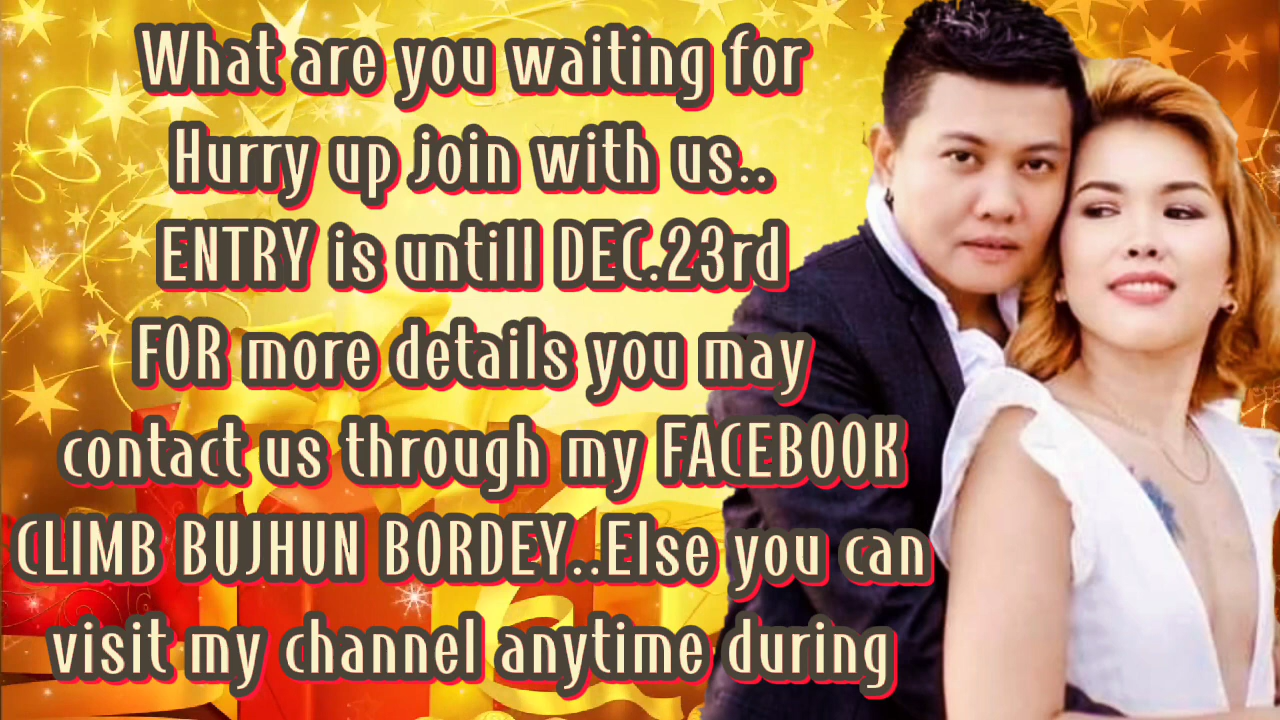 What are you waiting for
Hurry up join with us..
ENTRY is untill DEC.23rd
FOR more details you may
contact us through my FACEBOOK
CLIMB BUJHUN BORDEY..Else you can
visit my channel anytime during